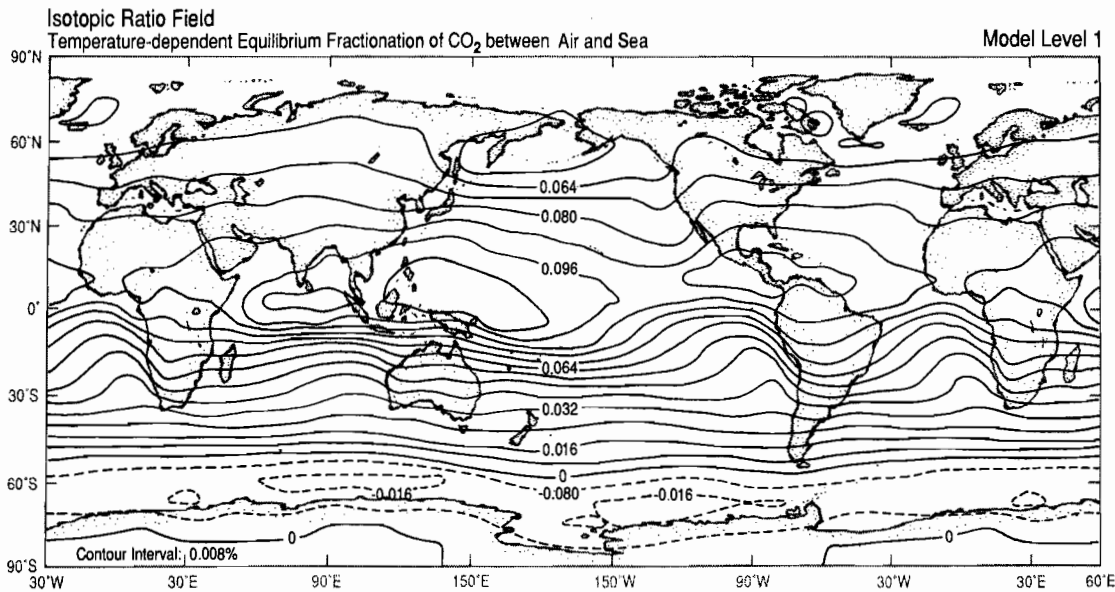 Isotopic Ratio Field
Temperature-dependent Equilibrium Fractionation of CO₂ between Air and Sea
Model Level 1
90°N
60°N
0.064
0.080
30°N
0.096
0°
0.064
30°S
0.032
0.016
0
60°S
-0.016
-0.080
-0.016
0
0
Contour Interval: 0.008%
90°S
30°W
30°E
90°E
150°E
150°W
90°W
30°W
30°E
60°E